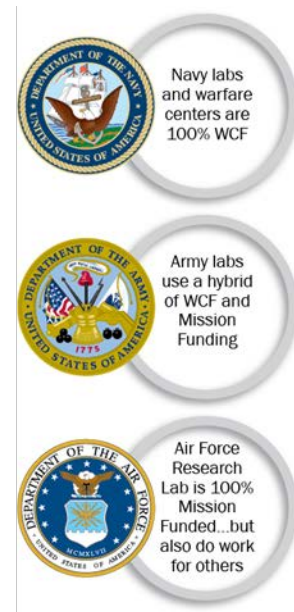 DEPARTMENT OF THE NAVY
UNITED STATES OF AMERICA
Navy labs
and warfare
centers are
100% WCF
DEPARTMENT OF THE ARMY
1775
UNITED STATES OF AMERICA
Army labs
use a hybrid
of WCF and
Mission
Funding
DEPARTMENT OF THE AIR FORCE
MCMXLVII
UNITED STATES OF AMERICA
Air Force
Research
Lab is 100%
Mission
Funded...but
also do work
for others